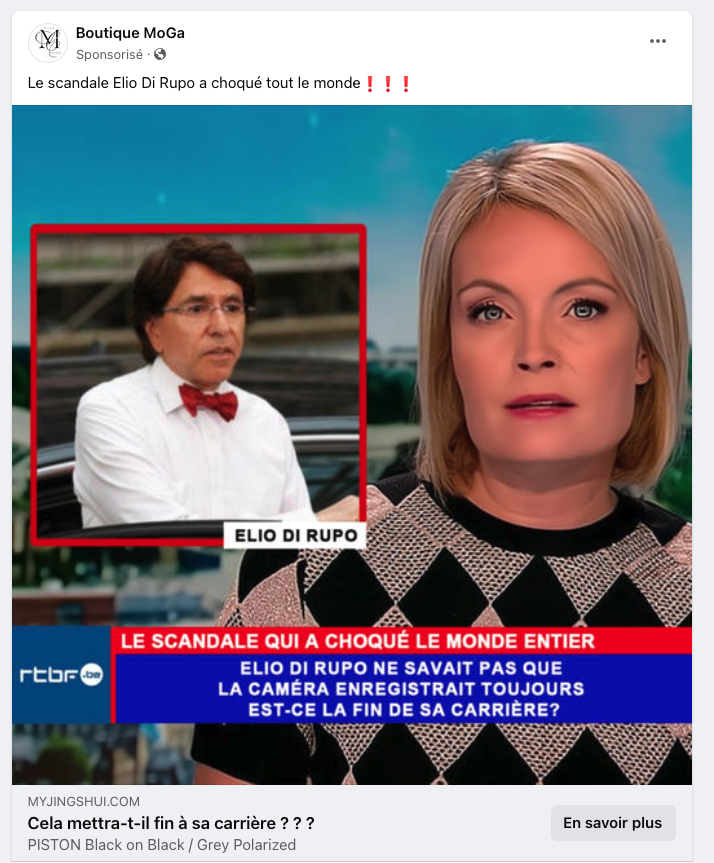 Boutique MoGa
Sponsorisé ·
Le scandale Elio Di Rupo a choqué tout le monde❗❗❗
ELIO DI RUPO
LE SCANDALE QUI A CHOQUÉ LE MONDE ENTIER
rtbf.be
ELIO DI RUPO NE SAVAIT PAS QUE
LA CAMÉRA ENREGISTRAIT TOUJOURS
EST-CE LA FIN DE SA CARRIÈRE?
MYJINGSHUI.COM
Cela mettra-t-il fin à sa carrière ? ? ?
En savoir plus
PISTON Black on Black / Grey Polarized